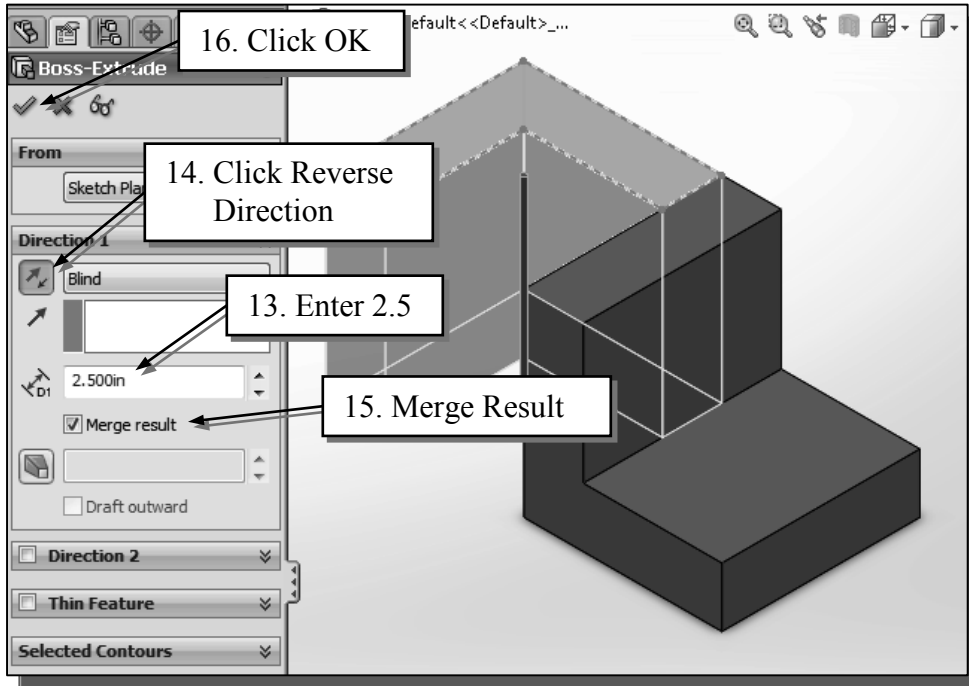 efault<<Default>_...
16. Click OK
Boss-Extrude
From
14. Click Reverse
Direction
Sketch Pla
Direction 1
Blind
13. Enter 2.5
D1
2.500in
15. Merge Result
Merge result
Draft outward
Direction 2
Thin Feature
Selected Contours